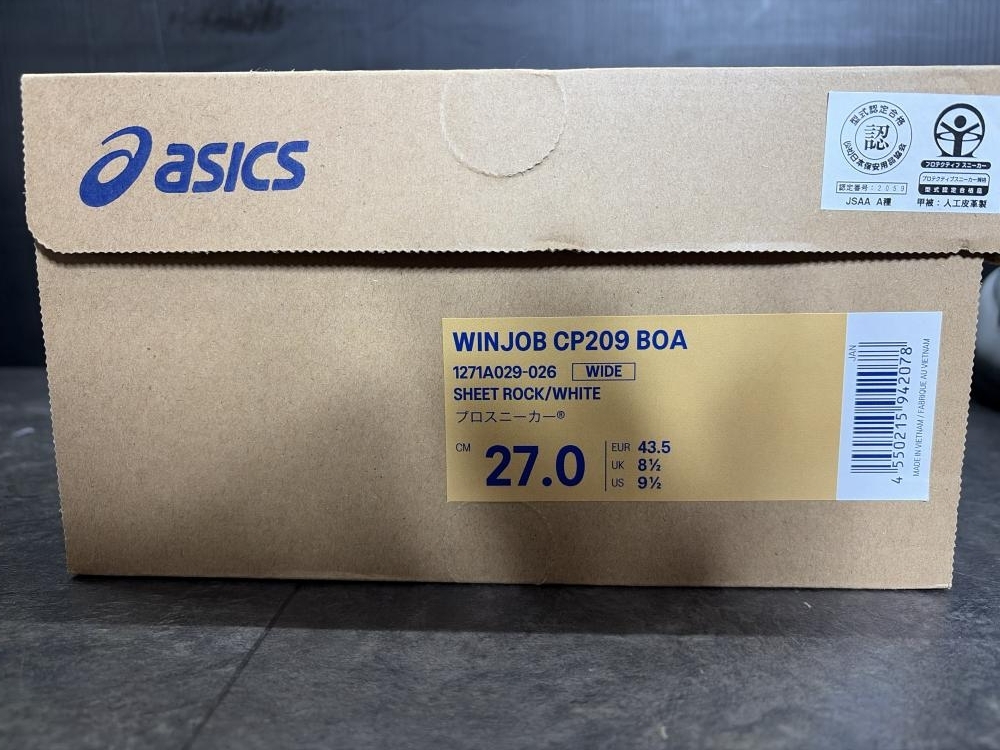 asics
型式認定合格
認
(公社)日本保安用品協会
認定番号:2059
JSAA A種
プロテクティブ スニーカー
プロテクティブスニーカー規格
型式認定合格品
甲被:人工皮革製
WINJOB CP209 BOA
1271A029-026 WIDE
SHEET ROCK/WHITE
プロスニーカー®
CM 27.0
EUR 43.5
UK 8½
US 9½
JAN
4 550215 942078
MADE IN VIETNAM / FABRIQUE AU VIETNAM